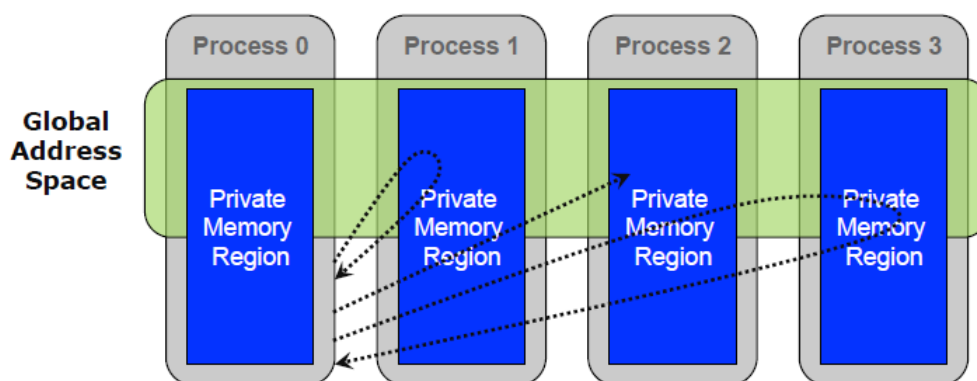 Process 0
Process 1
Process 2
Process 3
Global
Address
Space
Private
Memory
Region
Private
Memory
Region
Private
Memory
Region
Private
Memory
Region